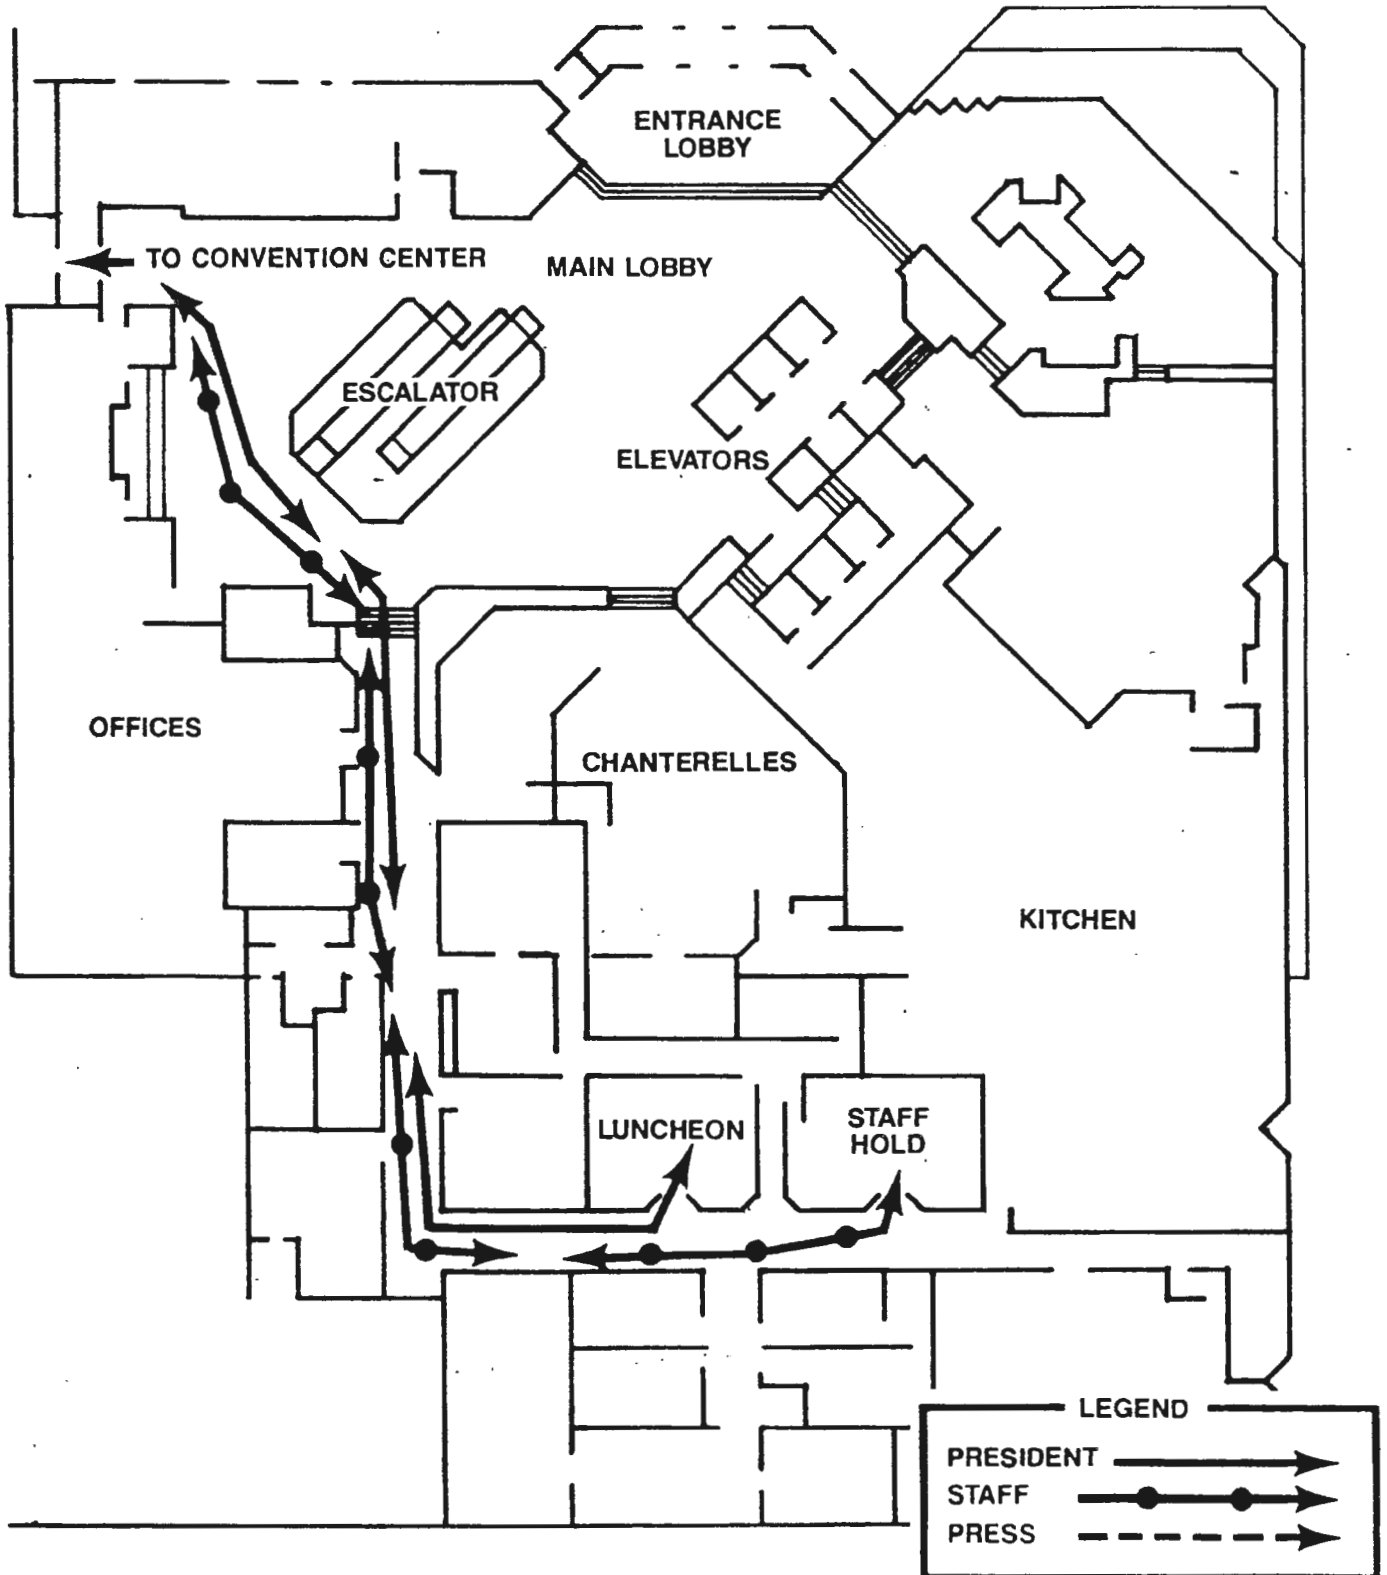 ENTRANCE
LOBBY
TO CONVENTION CENTER
MAIN LOBBY
ESCALATOR
ELEVATORS
OFFICES
CHANTERELLES
KITCHEN
LUNCHEON
STAFF
HOLD
LEGEND
PRESIDENT
STAFF
PRESS